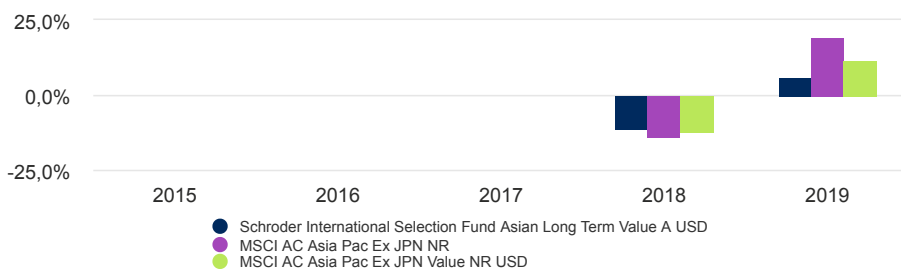 25,0%
0,0%
-25,0%
2015 2016 2017 2018 2019
Schroder International Selection Fund Asian Long Term Value A USD
MSCI AC Asia Pac Ex JPN NR
MSCI AC Asia Pac Ex JPN Value NR USD